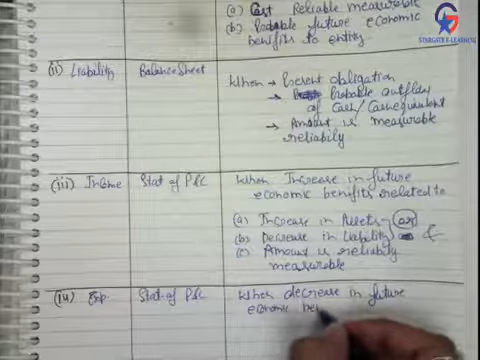 (a) Cost Reliable measurable
(b) Probable future economic
benefits to entity.
STARGATE E-LEARNING
(ii) Liability
Balance Sheet
When → Present obligation
→ Probable outflow
of Cash/Cash equivalent
→ Amount is measurable
reliability
(iii) Income
Stat of P&L
When Increase in future
economic benefits related to
(a) Increase in Assets (or)
(b) Decrease in Liability
(c) Amount is reliably
measurable
(iv) Exp.
Stat of P&L
When decrease in future
economic be